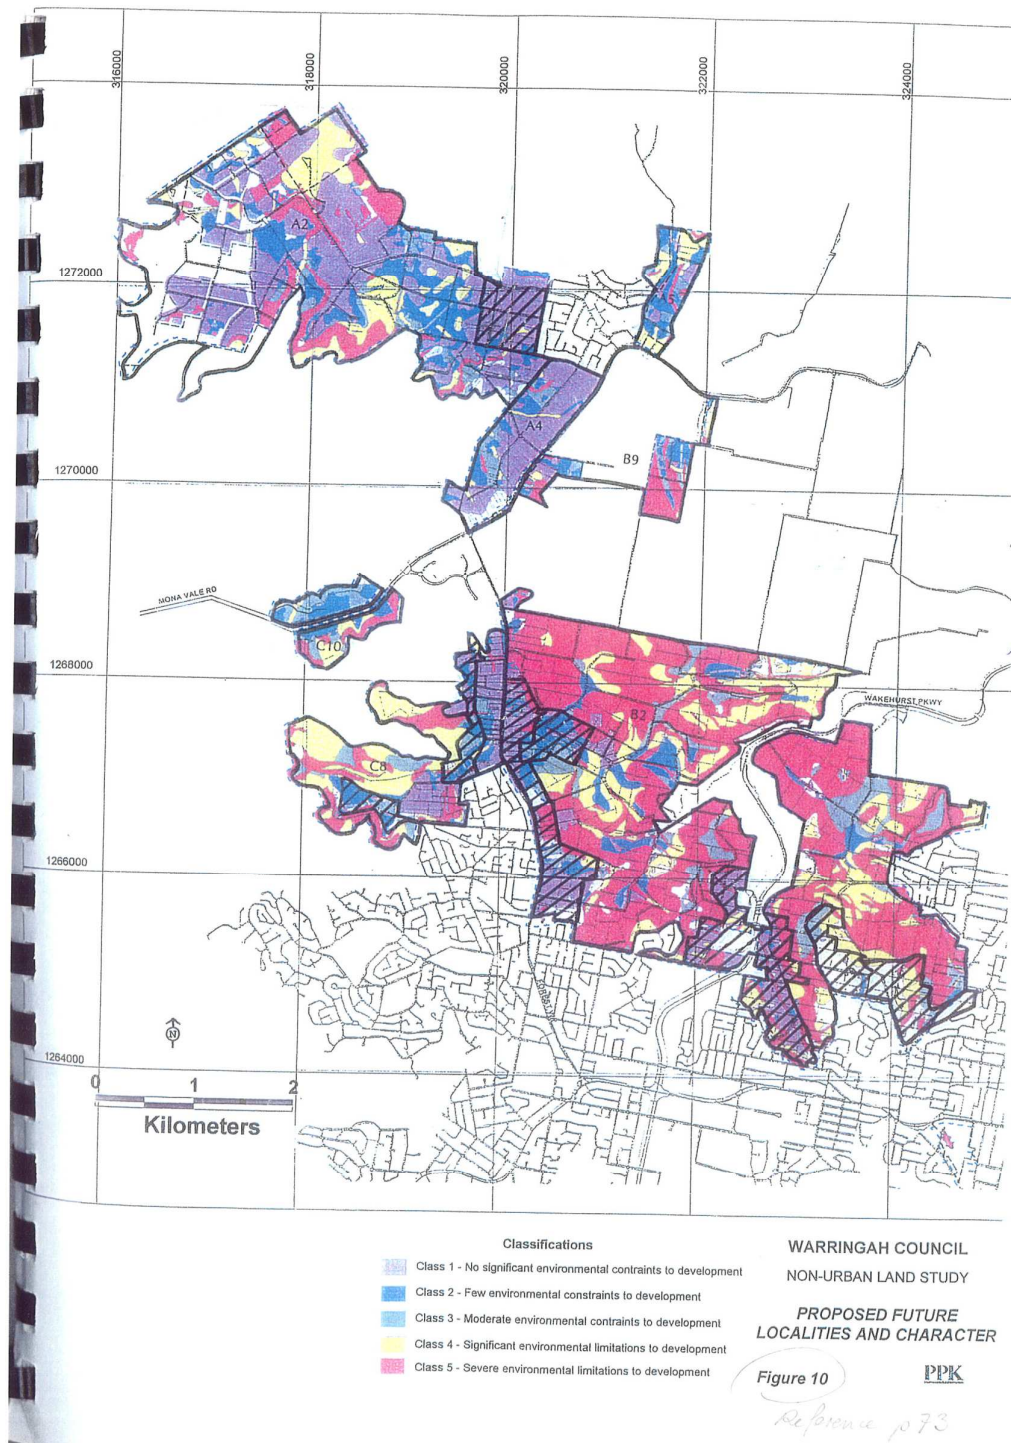 316000
318000
320000
322000
324000
A2
1272000
A5
A4
B9
1270000
MONA VALE RD
C10
1268000
B2
WAKEHURST PKWY
C8
1266000
FOREST WY
N
1264000
0 1 2
Kilometers
Classifications
Class 1 - No significant environmental contraints to development
Class 2 - Few environmental constraints to development
Class 3 - Moderate environmental contraints to development
Class 4 - Significant environmental limitations to development
Class 5 - Severe environmental limitations to development
WARRINGAH COUNCIL
NON-URBAN LAND STUDY
PROPOSED FUTURE
LOCALITIES AND CHARACTER
Figure 10
PPK
Reference p73